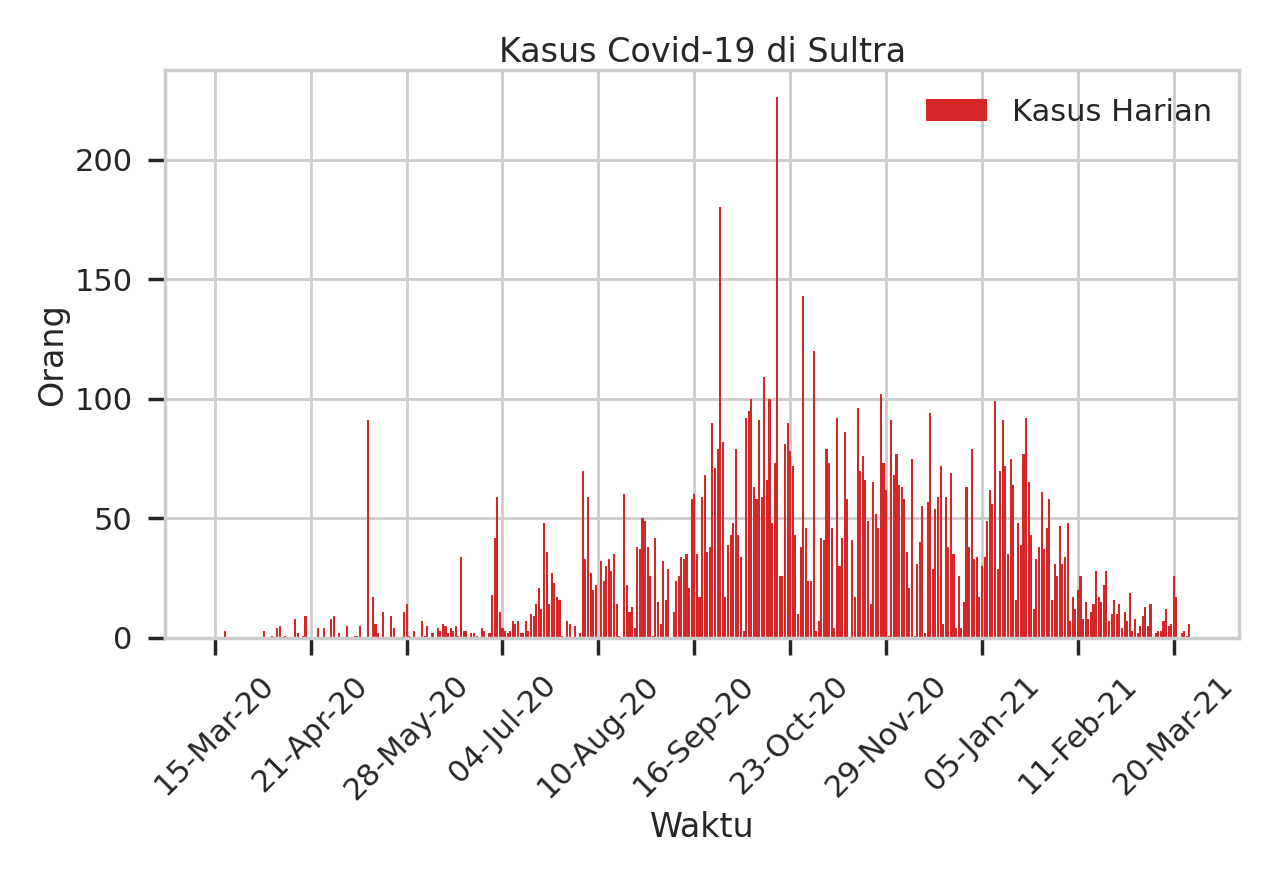 Kasus Covid-19 di Sultra
Kasus Harian
Orang
200
150
100
50
0
15-Mar-20
21-Apr-20
28-May-20
04-Jul-20
10-Aug-20
16-Sep-20
23-Oct-20
29-Nov-20
05-Jan-21
11-Feb-21
20-Mar-21
Waktu